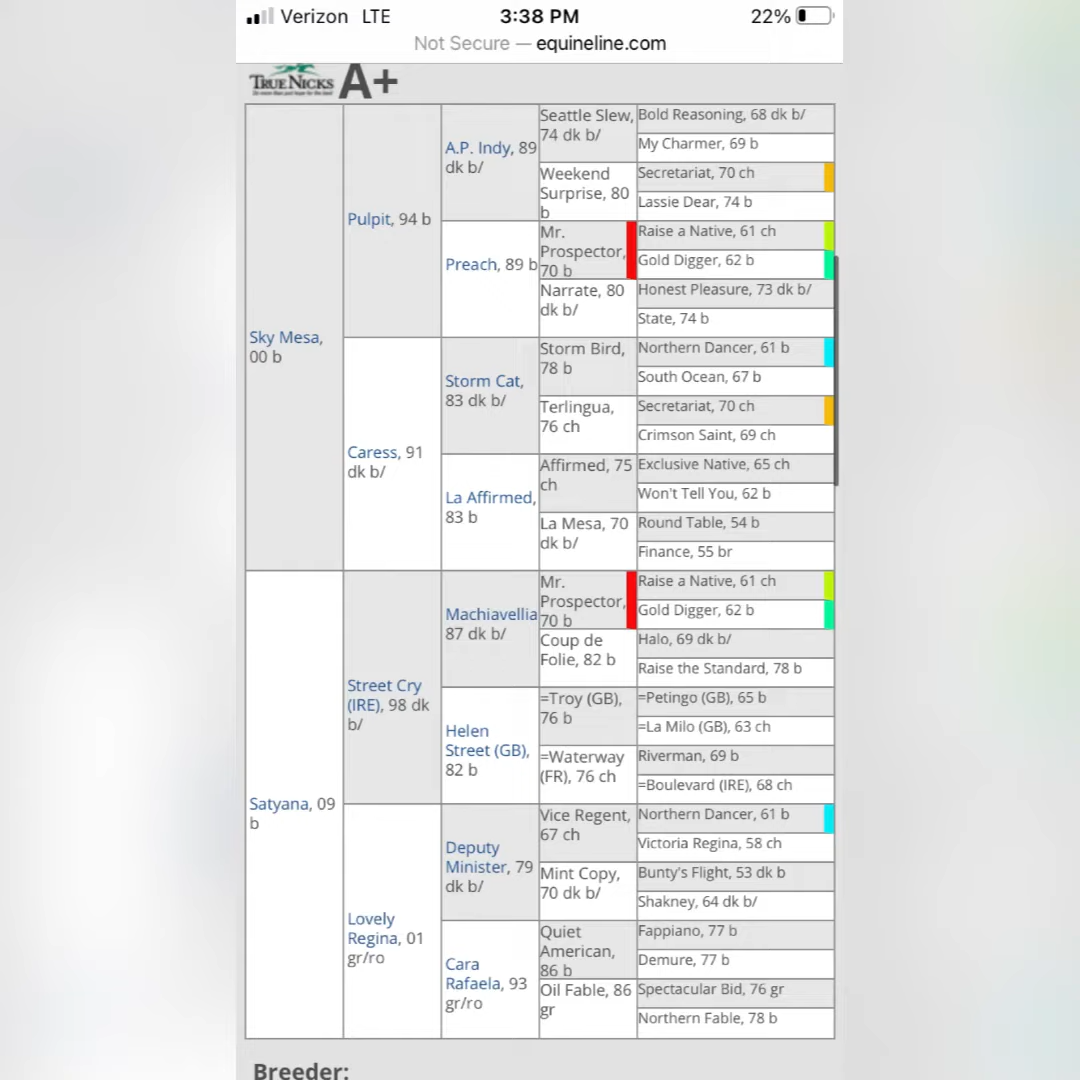 Verizon LTE 3:38 PM 22%
Not Secure — equineline.com
TRUENICKS A+
Sky Mesa,
00 b
Pulpit, 94 b
A.P. Indy, 89
dk b/
Seattle Slew,
74 dk b/
Bold Reasoning, 68 dk b/
My Charmer, 69 b
Weekend
Surprise, 80
b
Secretariat, 70 ch
Lassie Dear, 74 b
Preach, 89 b
Mr.
Prospector,
70 b
Raise a Native, 61 ch
Gold Digger, 62 b
Narrate, 80
dk b/
Honest Pleasure, 73 dk b/
State, 74 b
Caress, 91
dk b/
Storm Cat,
83 dk b/
Storm Bird,
78 b
Northern Dancer, 61 b
South Ocean, 67 b
Terlingua,
76 ch
Secretariat, 70 ch
Crimson Saint, 69 ch
La Affirmed,
83 b
Affirmed, 75
ch
Exclusive Native, 65 ch
Won't Tell You, 62 b
La Mesa, 70
dk b/
Round Table, 54 b
Finance, 55 br
Satyana, 09
b
Street Cry
(IRE), 98 dk
b/
Machiavellia
87 dk b/
Mr.
Prospector,
70 b
Raise a Native, 61 ch
Gold Digger, 62 b
Coup de
Folie, 82 b
Halo, 69 dk b/
Raise the Standard, 78 b
Helen
Street (GB),
82 b
=Troy (GB),
76 b
=Petingo (GB), 65 b
=La Milo (GB), 63 ch
=Waterway
(FR), 76 ch
Riverman, 69 b
=Boulevard (IRE), 68 ch
Lovely
Regina, 01
gr/ro
Deputy
Minister, 79
dk b/
Vice Regent,
67 ch
Northern Dancer, 61 b
Victoria Regina, 58 ch
Mint Copy,
70 dk b/
Bunty's Flight, 53 dk b
Shakney, 64 dk b/
Cara
Rafaela, 93
gr/ro
Quiet
American,
86 b
Fappiano, 77 b
Demure, 77 b
Oil Fable, 86
gr
Spectacular Bid, 76 gr
Northern Fable, 78 b
Breeder: